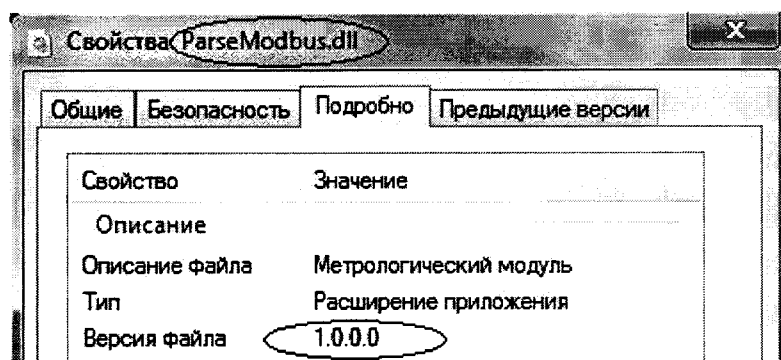 Свойства: ParseModbus.dll
Общие Безопасность Подробно Предыдущие версии
Свойство Значение
Описание
Описание файла Метрологический модуль
Тип Расширение приложения
Версия файла 1.0.0.0